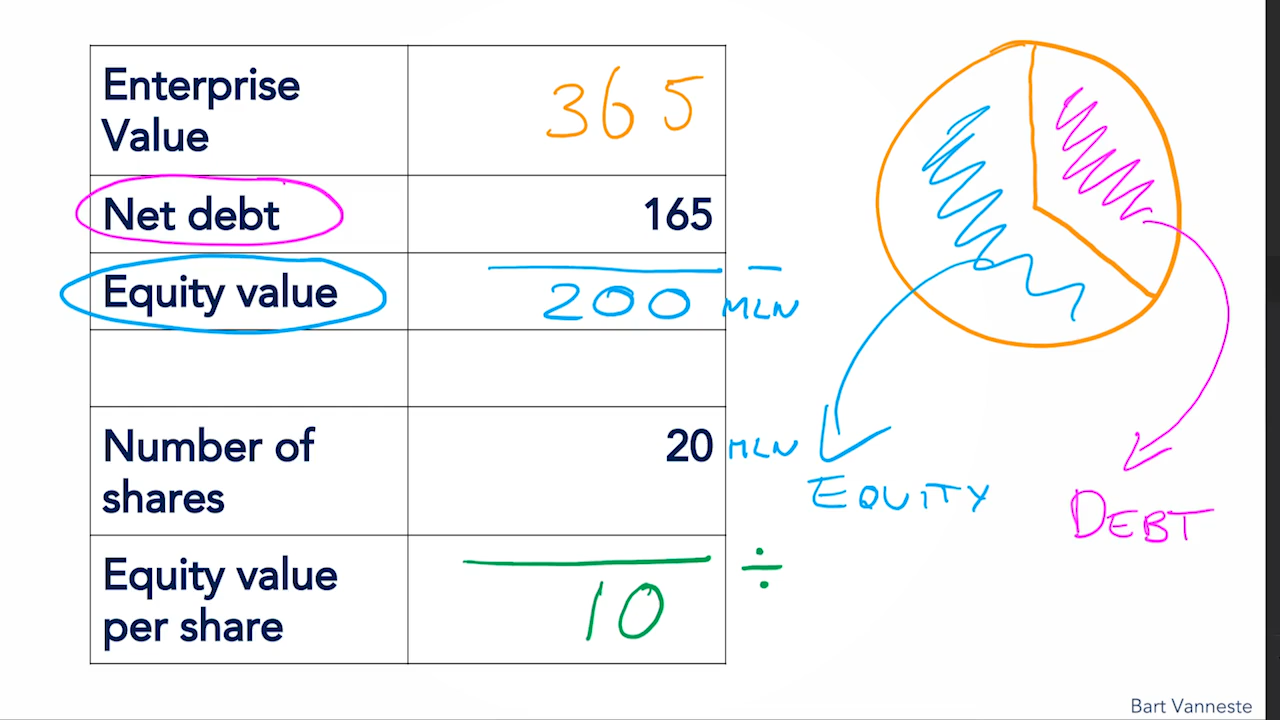 Enterprise
Value
365
Net debt
165
Equity value
200 MLN
Number of
shares
20 MLN
Equity value
per share
10
÷
EQUITY
DEBT
Bart Vanneste